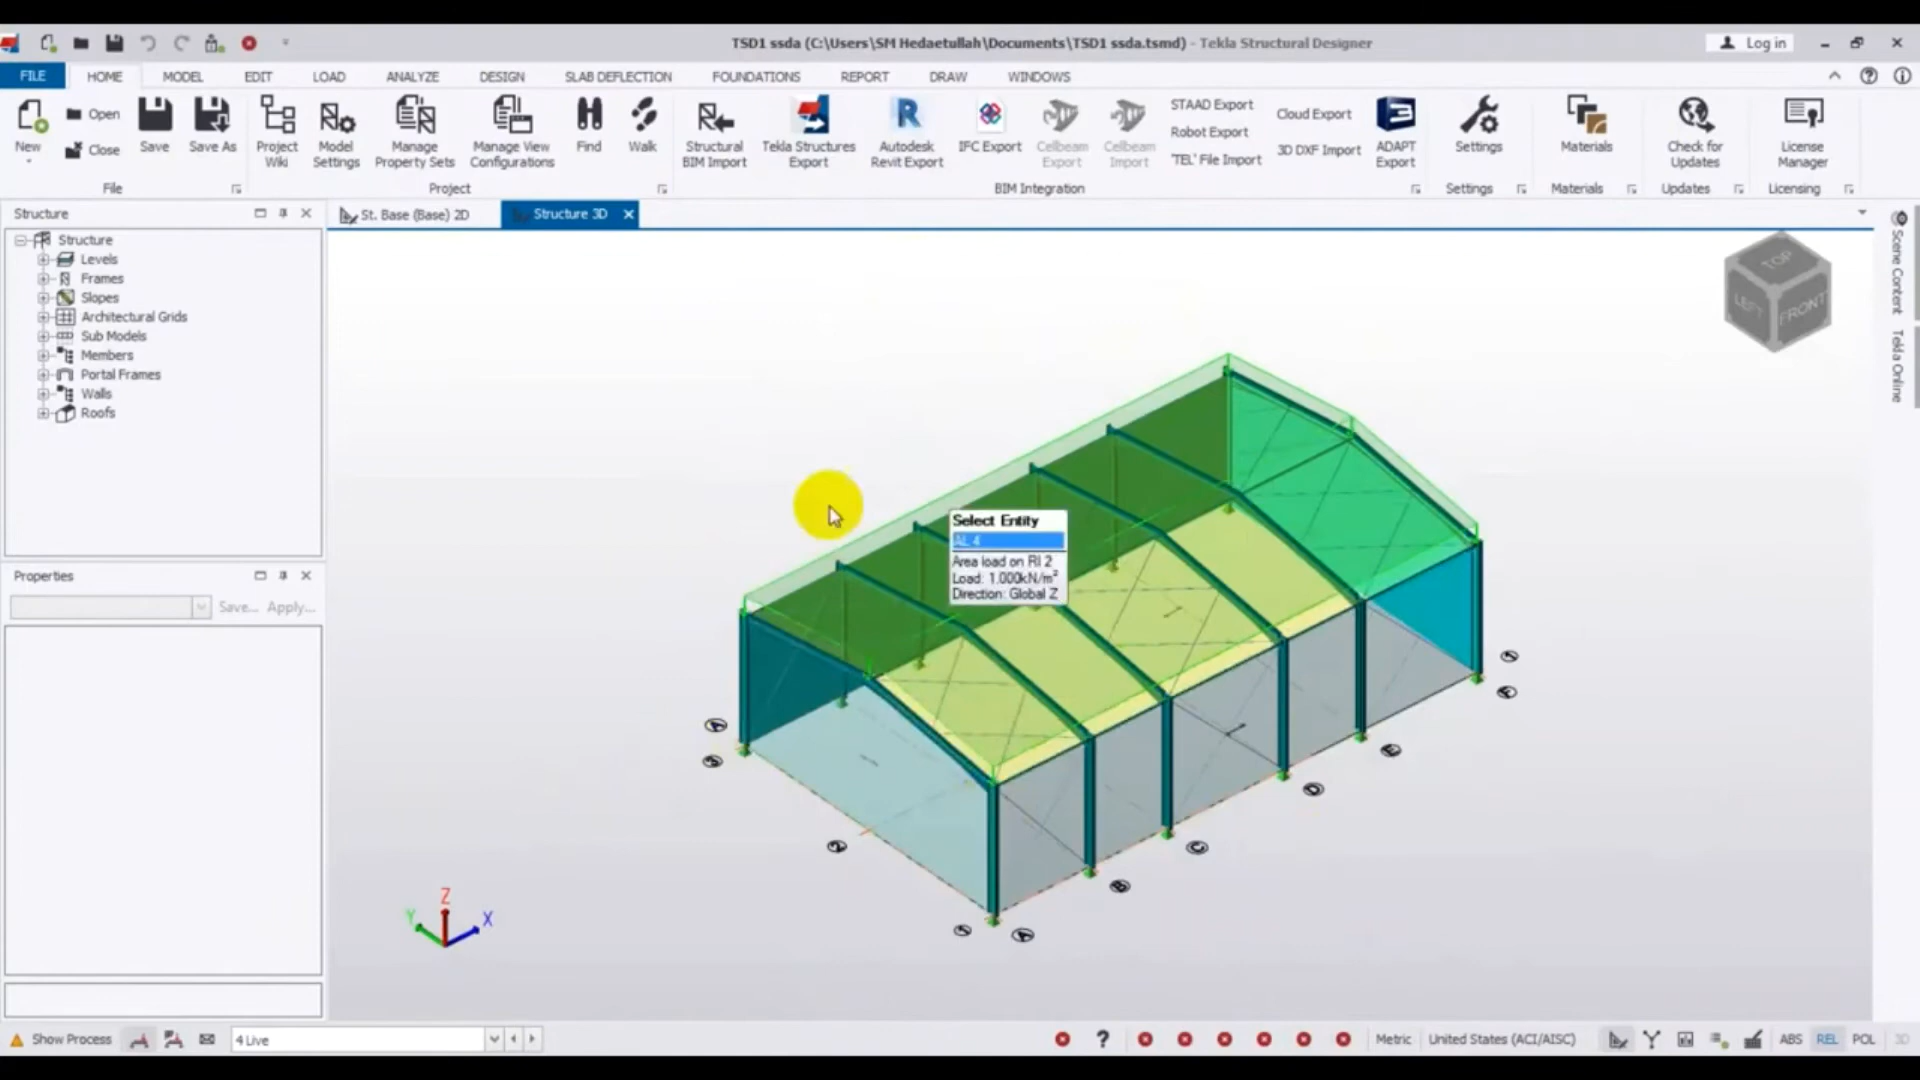 TSD1 ssda (C:\Users\SM Hedaetullah\Documents\TSD1 ssda.tsmd) - Tekla Structural Designer
Log in
FILE HOME MODEL EDIT LOAD ANALYZE DESIGN SLAB DEFLECTION FOUNDATIONS REPORT DRAW WINDOWS
New
Open
Close
Save
Save As
Project Wiki
Model Settings
Manage Property Sets
Manage View Configurations
Find
Walk
Structural BIM Import
Tekla Structures Export
Autodesk Revit Export
IFC Export
Cellbeam Export
Cellbeam Import
STAAD Export
Robot Export
'TEL' File Import
Cloud Export
3D DXF Import
ADAPT Export
Settings
Materials
Check for Updates
License Manager
File
Project
BIM Integration
Settings
Materials
Updates
Licensing
Structure
St. Base (Base) 2D
Structure 3D
Structure
Levels
Frames
Slopes
Architectural Grids
Sub Models
Members
Portal Frames
Walls
Roofs
Properties
Save...
Apply...
TOP
LEFT
FRONT
Scene Content
Tekla Online
Select Entity
AL 4
Area load on RI 2
Load: 1.000kN/m²
Direction: Global Z
A
3
2
1
A
B
C
D
E
F
1
Z
Y
X
Show Process
4 Live
Metric
United States (ACI/AISC)
ABS
REL
POL
3D